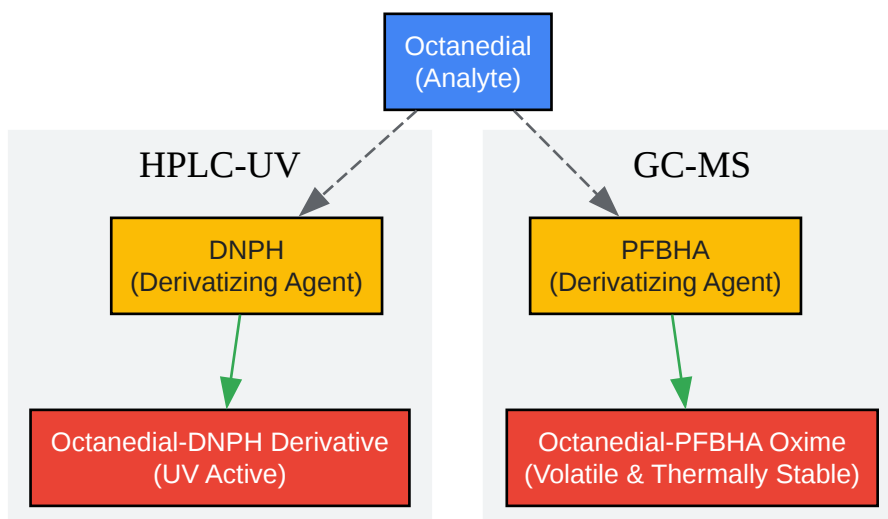 Octanedial
(Analyte)
HPLC-UV
GC-MS
DNPH
(Derivatizing Agent)
PFBHA
(Derivatizing Agent)
Octanedial-DNPH Derivative
(UV Active)
Octanedial-PFBHA Oxime
(Volatile & Thermally Stable)